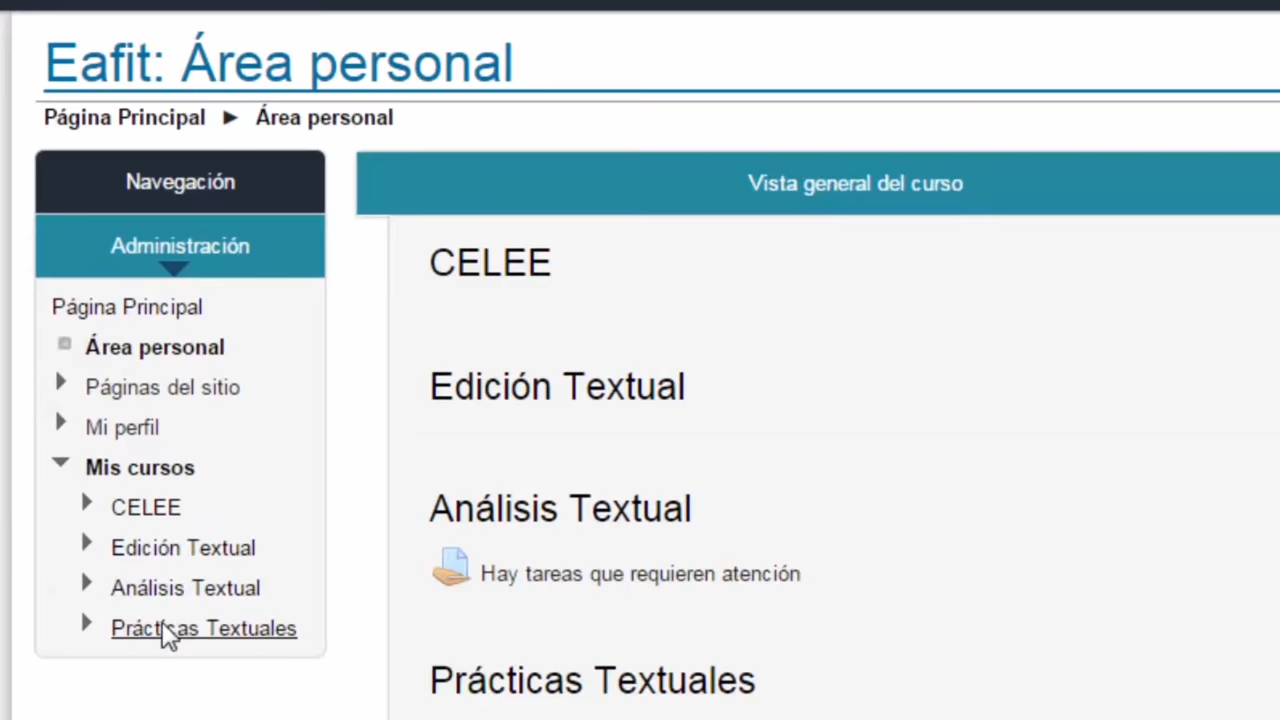 Eafit: Área personal
Página Principal ► Área personal
Navegación
Administración
Página Principal
Área personal
Páginas del sitio
Mi perfil
Mis cursos
CELEE
Edición Textual
Análisis Textual
Prácticas Textuales
Vista general del curso
CELEE
Edición Textual
Análisis Textual
Hay tareas que requieren atención
Prácticas Textuales